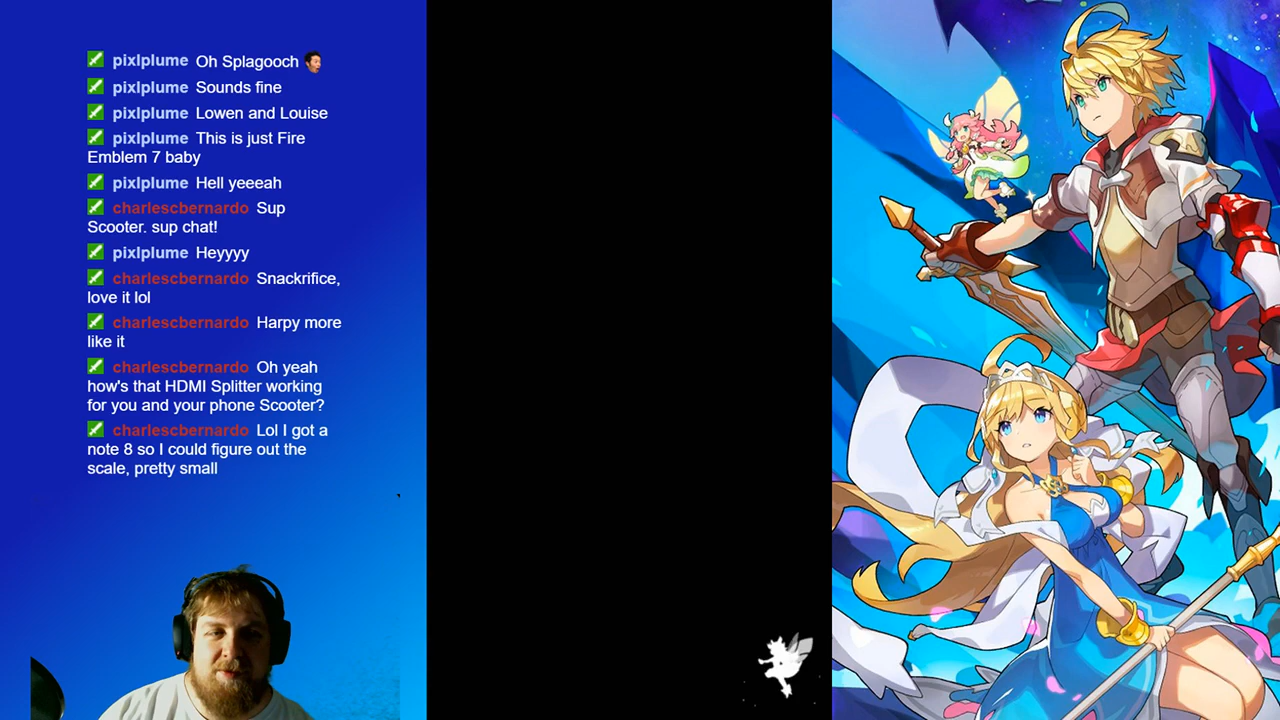 pixlplume Oh Splagooch
pixlplume Sounds fine
pixlplume Lowen and Louise
pixlplume This is just Fire
Emblem 7 baby
pixlplume Hell yeeeah
charlescbernardo Sup
Scooter. sup chat!
pixlplume Heyyyy
charlescbernardo Snackrifice,
love it lol
charlescbernardo Harpy more
like it
charlescbernardo Oh yeah
how's that HDMI Splitter working
for you and your phone Scooter?
charlescbernardo Lol I got a
note 8 so I could figure out the
scale, pretty small